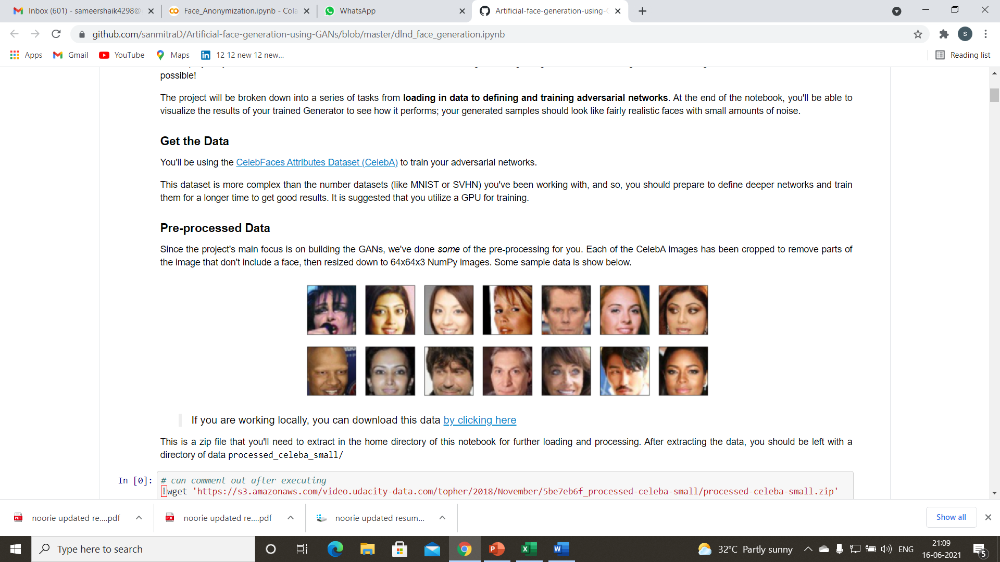 Inbox (601) - sameershaik4298@
Face_Anonymization.ipynb - Cola
WhatsApp
Artificial-face-generation-using-G
github.com/sanmitraD/Artificial-face-generation-using-GANs/blob/master/dlnd_face_generation.ipynb
s
Apps
Gmail
YouTube
Maps
12 12 new 12 new...
Reading list
possible!
The project will be broken down into a series of tasks from loading in data to defining and training adversarial networks. At the end of the notebook, you'll be able to
visualize the results of your trained Generator to see how it performs; your generated samples should look like fairly realistic faces with small amounts of noise.
Get the Data
You'll be using the CelebFaces Attributes Dataset (CelebA) to train your adversarial networks.
This dataset is more complex than the number datasets (like MNIST or SVHN) you've been working with, and so, you should prepare to define deeper networks and train
them for a longer time to get good results. It is suggested that you utilize a GPU for training.
Pre-processed Data
Since the project's main focus is on building the GANs, we've done some of the pre-processing for you. Each of the CelebA images has been cropped to remove parts of
the image that don't include a face, then resized down to 64x64x3 NumPy images. Some sample data is show below.
If you are working locally, you can download this data by clicking here
This is a zip file that you'll need to extract in the home directory of this notebook for further loading and processing. After extracting the data, you should be left with a
directory of data processed_celeba_small/
In [0]: # can comment out after executing
!wget 'https://s3.amazonaws.com/video.udacity-data.com/topher/2018/November/5be7eb6f_processed-celeba-small/processed-celeba-small.zip'
noorie updated re....pdf
noorie updated re....pdf
noorie updated resum...
Show all
Type here to search
32°C Partly sunny
ENG
21:09
16-06-2021
5